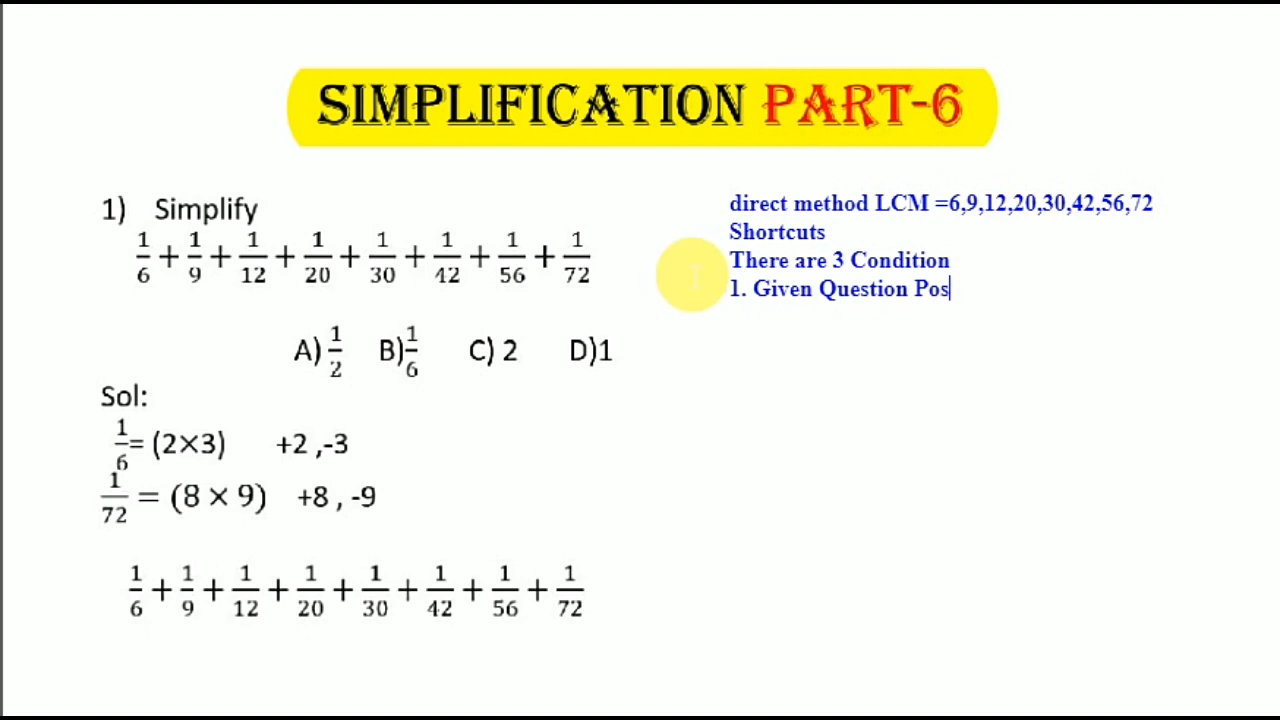 SIMPLIFICATION PART-6
1) Simplify
1/6 + 1/9 + 1/12 + 1/20 + 1/30 + 1/42 + 1/56 + 1/72
A) 1/2 B) 1/6 C) 2 D)1
Sol:
1/6 = (2×3) +2 ,-3
1/72 = (8 × 9) +8 , -9
1/6 + 1/9 + 1/12 + 1/20 + 1/30 + 1/42 + 1/56 + 1/72
direct method LCM =6,9,12,20,30,42,56,72
Shortcuts
There are 3 Condition
1. Given Question Pos